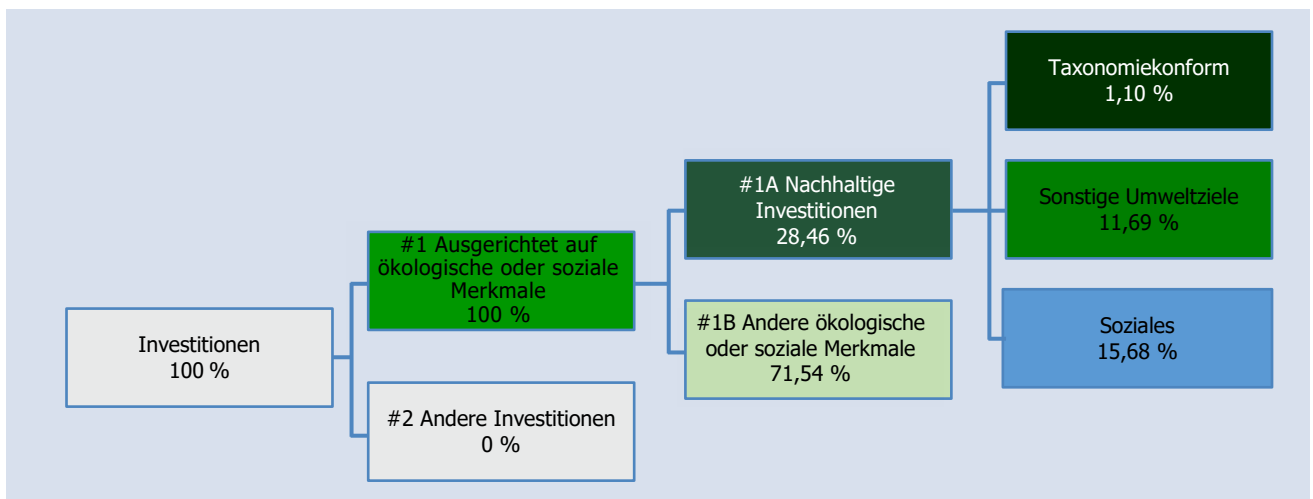 Investitionen
100 %
#1 Ausgerichtet auf
ökologische oder soziale
Merkmale
100 %
#2 Andere Investitionen
0 %
#1A Nachhaltige
Investitionen
28,46 %
#1B Andere ökologische
oder soziale Merkmale
71,54 %
Taxonomiekonform
1,10 %
Sonstige Umweltziele
11,69 %
Soziales
15,68 %